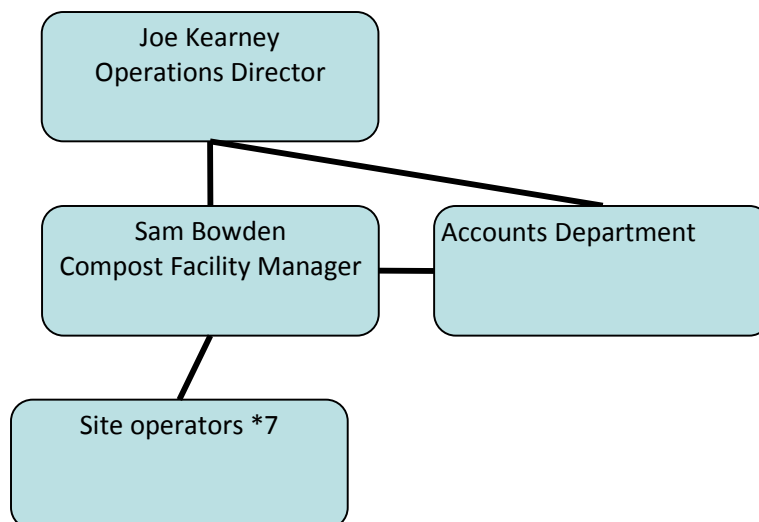 Joe Kearney
Operations Director
Sam Bowden
Compost Facility Manager
Accounts Department
Site operators *7